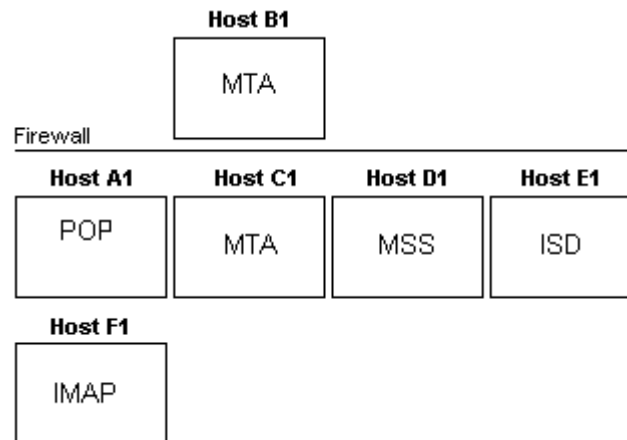 Host B1
MTA
Firewall
Host A1 Host C1 Host D1 Host E1
POP MTA MSS ISD
Host F1
IMAP